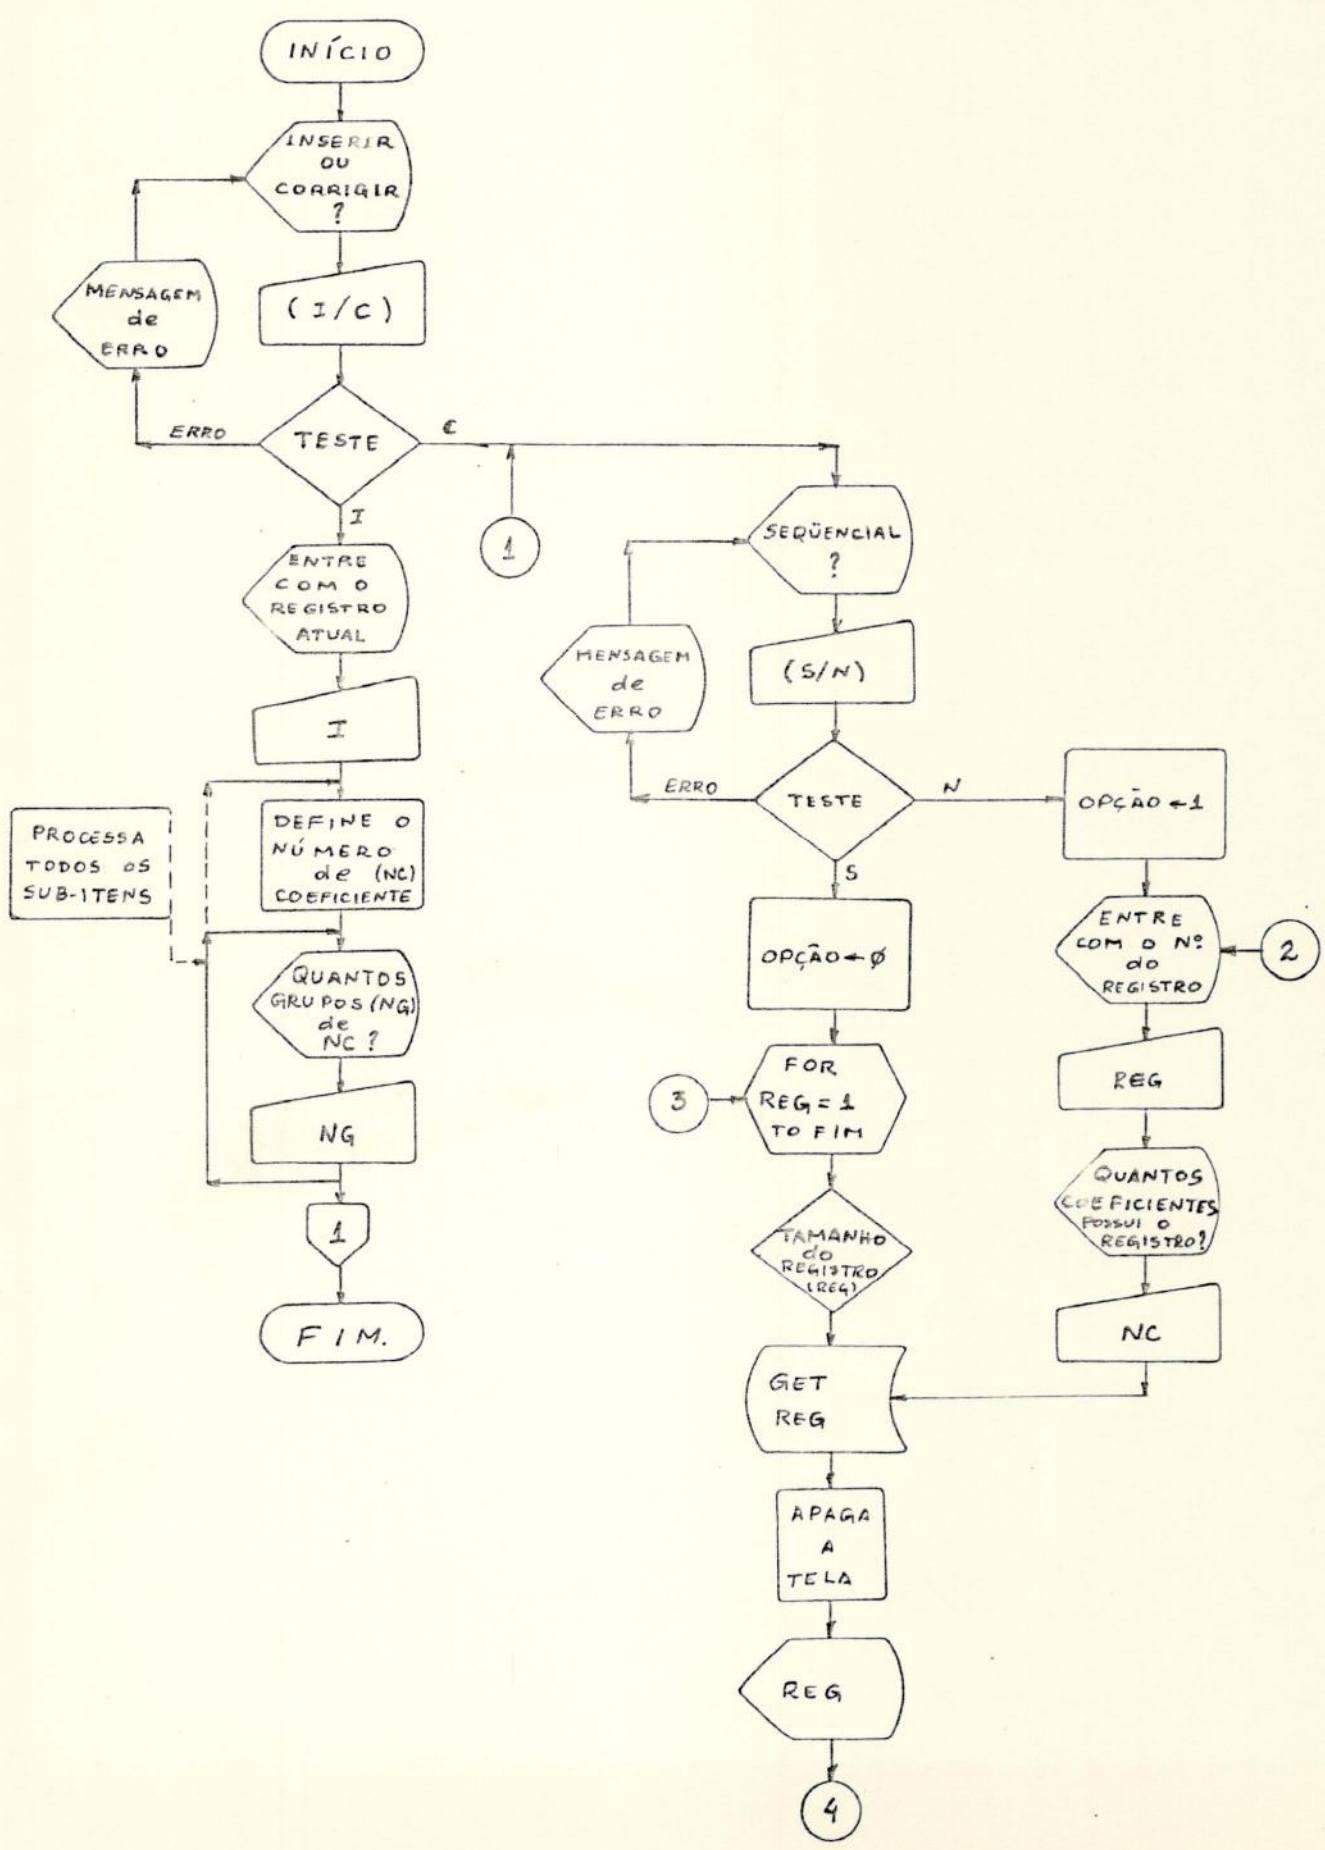 INÍCIO
INSERIR
OU
CORRIGIR
?
MENSAGEM
de
ERRO
(I/C)
ERRO
TESTE
C
I
1
ENTRE
COM O
REGISTRO
ATUAL
I
PROCESSA
TODOS OS
SUB-ITENS
DEFINE O
NÚMERO
de (NC)
COEFICIENTE
QUANTOS
GRUPOS (NG)
de
NC ?
NG
1
FIM.
SEQÜENCIAL
?
MENSAGEM
de
ERRO
(S/N)
ERRO
TESTE
N
S
OPÇÃO ← 1
OPÇÃO ← Ø
ENTRE
COM O Nº
do
REGISTRO
2
3
FOR
REG = 1
TO FIM
REG
TAMANHO
do
REGISTRO
(REG)
QUANTOS
COEFICIENTES
POSSUI O
REGISTRO?
NC
GET
REG
APAGA
A
TELA
REG
4